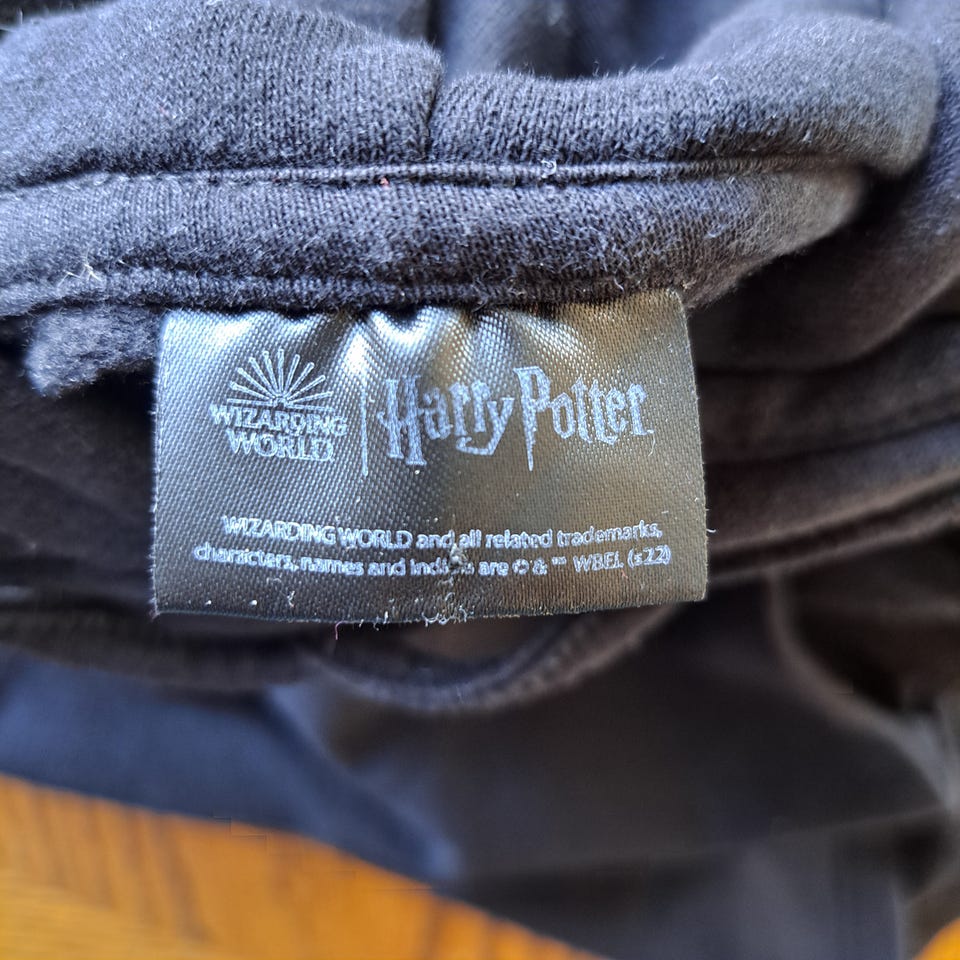 WIZARDING
WORLD
Harry Potter
WIZARDING WORLD and all related trademarks,
characters, names and indicia are © & ™ WBEI. (s22)